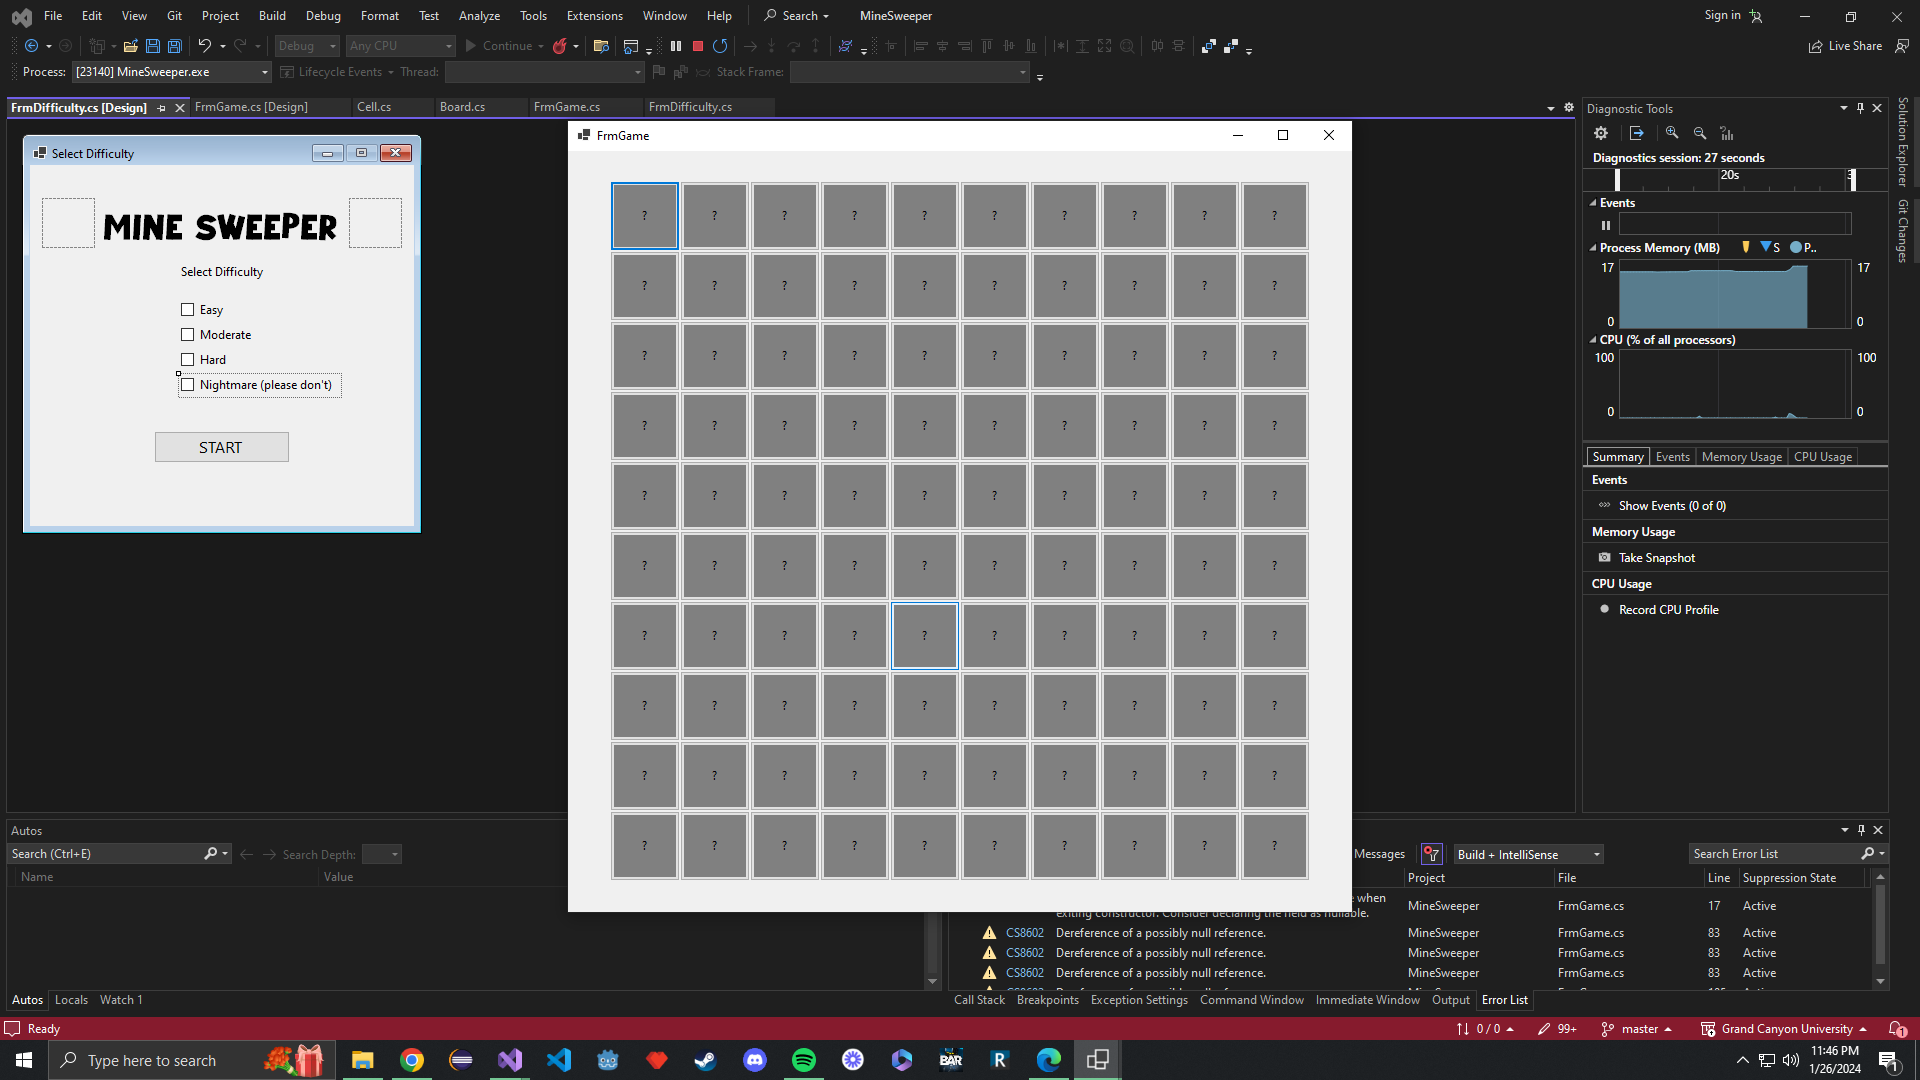 File Edit View Git Project Build Debug Format Test Analyze Tools Extensions Window Help Search MineSweeper Sign in
Debug Any CPU Continue Live Share
Process: [23140] MineSweeper.exe Lifecycle Events Thread: Stack Frame:
FrmDifficulty.cs [Design] FrmGame.cs [Design] Cell.cs Board.cs FrmGame.cs FrmDifficulty.cs
Select Difficulty
MINE SWEEPER
Select Difficulty
Easy
Moderate
Hard
Nightmare (please don't)
START
FrmGame
? ? ? ? ? ? ? ? ? ?
? ? ? ? ? ? ? ? ? ?
? ? ? ? ? ? ? ? ? ?
? ? ? ? ? ? ? ? ? ?
? ? ? ? ? ? ? ? ? ?
? ? ? ? ? ? ? ? ? ?
? ? ? ? ? ? ? ? ? ?
? ? ? ? ? ? ? ? ? ?
? ? ? ? ? ? ? ? ? ?
? ? ? ? ? ? ? ? ? ?
Diagnostic Tools
Diagnostics session: 27 seconds
20s
Events
Process Memory (MB) S P..
17 17
0 0
CPU (% of all processors)
100 100
0 0
Summary Events Memory Usage CPU Usage
Events
Show Events (0 of 0)
Memory Usage
Take Snapshot
CPU Usage
Record CPU Profile
Solution Explorer
Git Changes
Autos
Search (Ctrl+E) Search Depth:
Name Value
Autos Locals Watch 1
Messages Build + IntelliSense Search Error List
Project File Line Suppression State
when
exiting constructor. Consider declaring the field as nullable. MineSweeper FrmGame.cs 17 Active
CS8602 Dereference of a possibly null reference. MineSweeper FrmGame.cs 83 Active
CS8602 Dereference of a possibly null reference. MineSweeper FrmGame.cs 83 Active
CS8602 Dereference of a possibly null reference. MineSweeper FrmGame.cs 83 Active
Call Stack Breakpoints Exception Settings Command Window Immediate Window Output Error List
Ready 0 / 0 99+ master Grand Canyon University 1
Type here to search BAR R 11:46 PM
1/26/2024 1